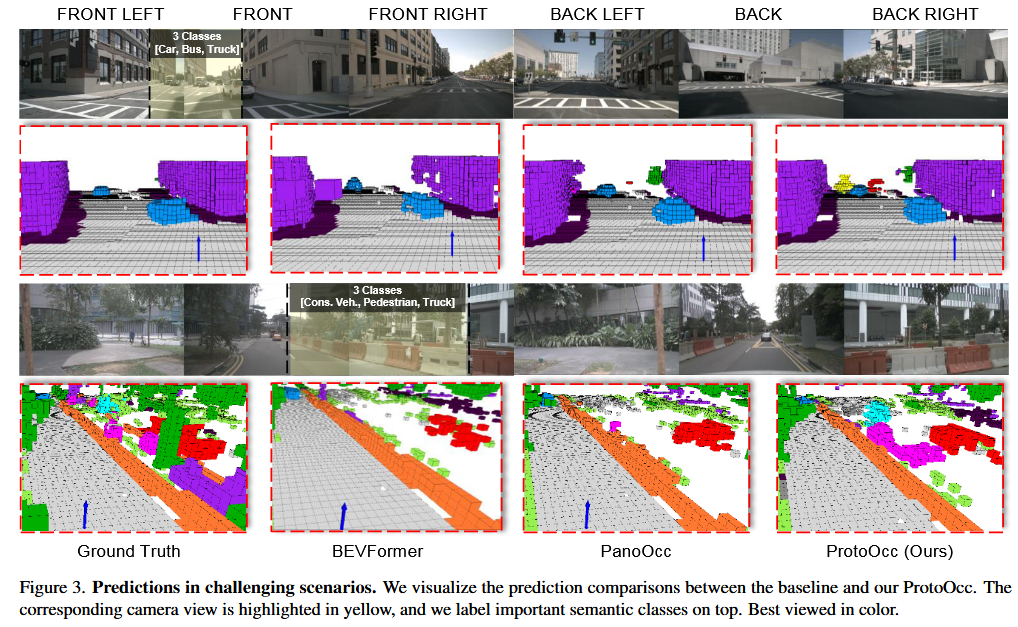 FRONT LEFT FRONT FRONT RIGHT BACK LEFT BACK BACK RIGHT
3 Classes
[Car, Bus, Truck]
3 Classes
[Cons. Veh., Pedestrian, Truck]
Ground Truth BEVFormer PanoOcc ProtoOcc (Ours)
Figure 3. Predictions in challenging scenarios. We visualize the prediction comparisons between the baseline and our ProtoOcc. The
corresponding camera view is highlighted in yellow, and we label important semantic classes on top. Best viewed in color.